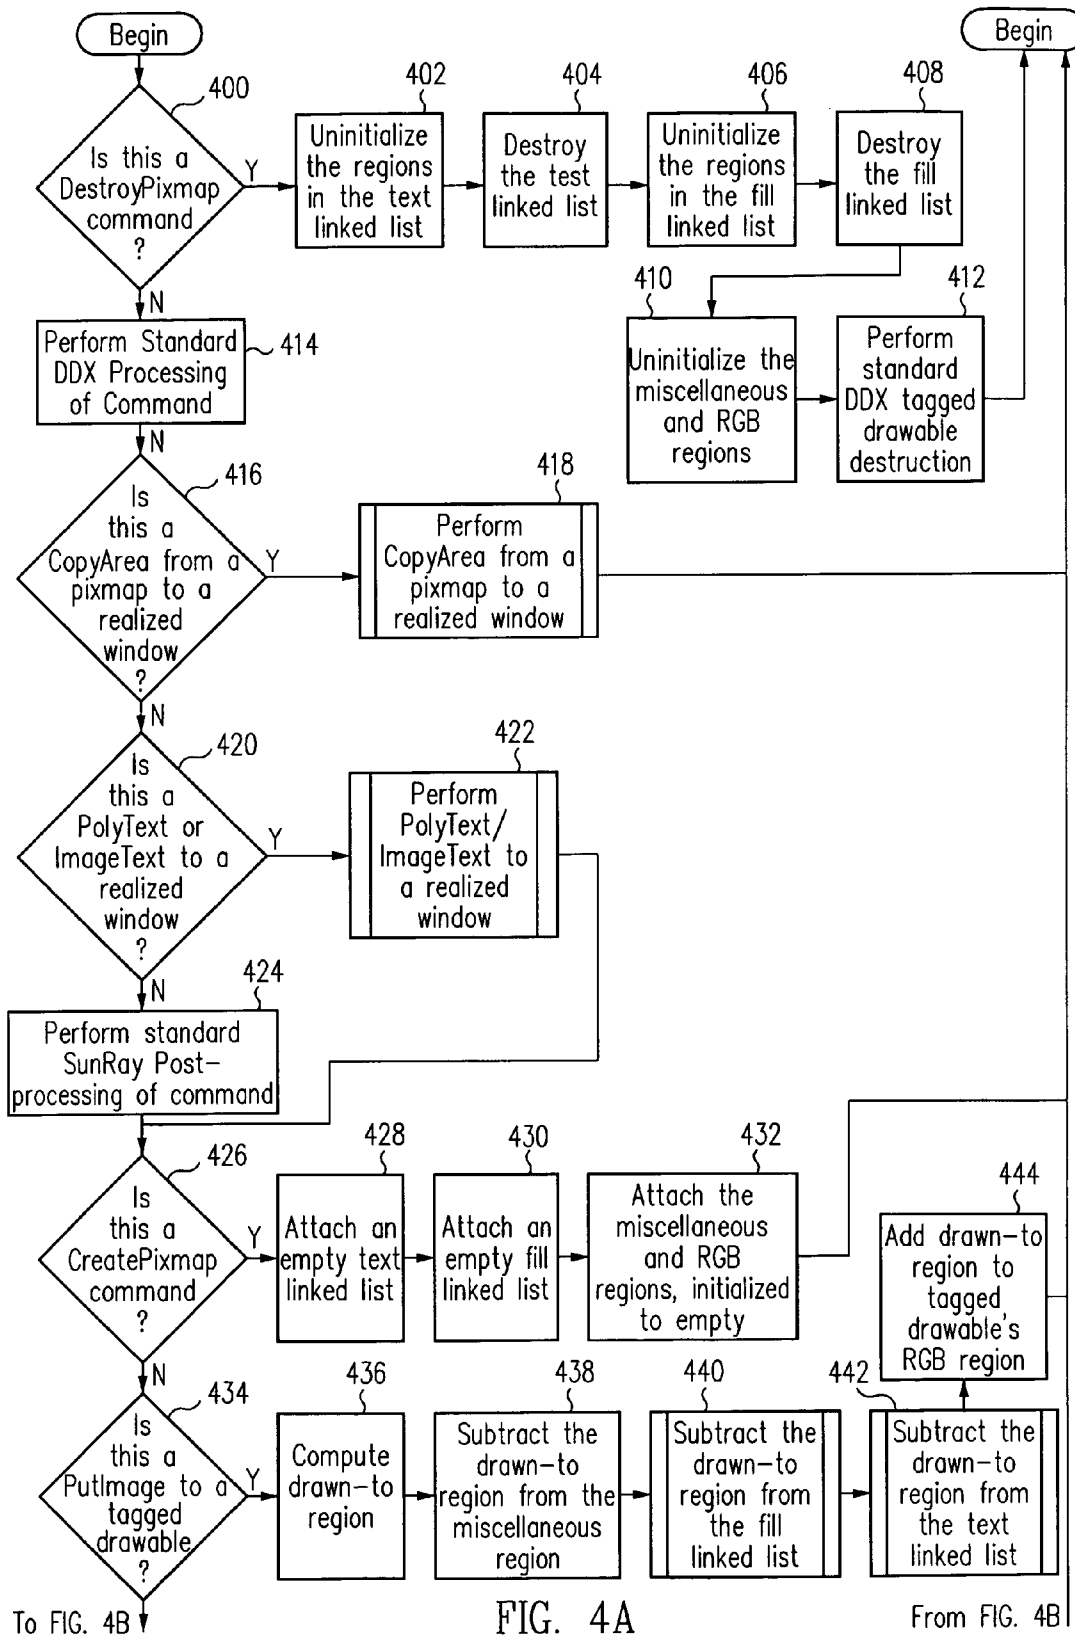 Begin
Begin
400
Is this a
DestroyPixmap
command
?
Y
N
402
Uninitialize
the regions
in the text
linked list
404
Destroy
the test
linked list
406
Uninitialize
the regions
in the fill
linked list
408
Destroy
the fill
linked list
410
Uninitialize the
miscellaneous
and RGB
regions
412
Perform
standard
DDX tagged
drawable
destruction
Perform Standard
DDX Processing
of Command
414
N
416
Is
this a
CopyArea from a
pixmap to a
realized
window
?
Y
N
418
Perform
CopyArea from a
pixmap to a
realized window
420
Is
this a
PolyText or
ImageText to a
realized
window
?
Y
N
422
Perform
PolyText/
ImageText to
a realized
window
424
Perform standard
SunRay Post-
processing of command
426
Is
this a
CreatePixmap
command
?
Y
N
428
Attach an
empty text
linked list
430
Attach an
empty fill
linked list
432
Attach the
miscellaneous
and RGB
regions, initialized
to empty
444
Add drawn-to
region to
tagged
drawable's
RGB region
434
Is
this a
PutImage to a
tagged
drawable
?
Y
436
Compute
drawn-to
region
438
Subtract the
drawn-to
region from the
miscellaneous
region
440
Subtract the
drawn-to
region from
the fill
linked list
442
Subtract the
drawn-to
region from
the text
linked list
To FIG. 4B
FIG. 4A
From FIG. 4B